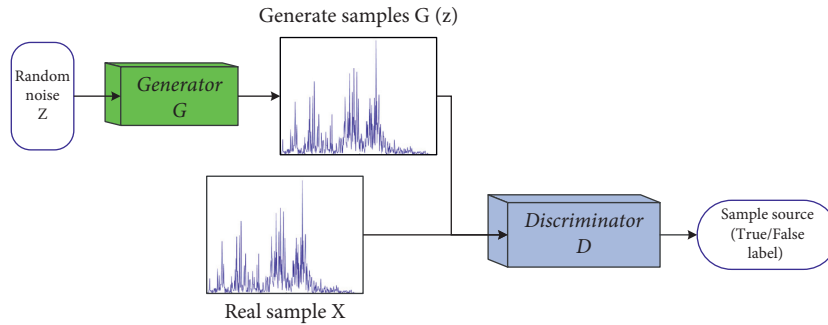 Generate samples G (z)
Random
noise
Z
Generator
G
Real sample X
Discriminator
D
Sample source
(True/False
label)